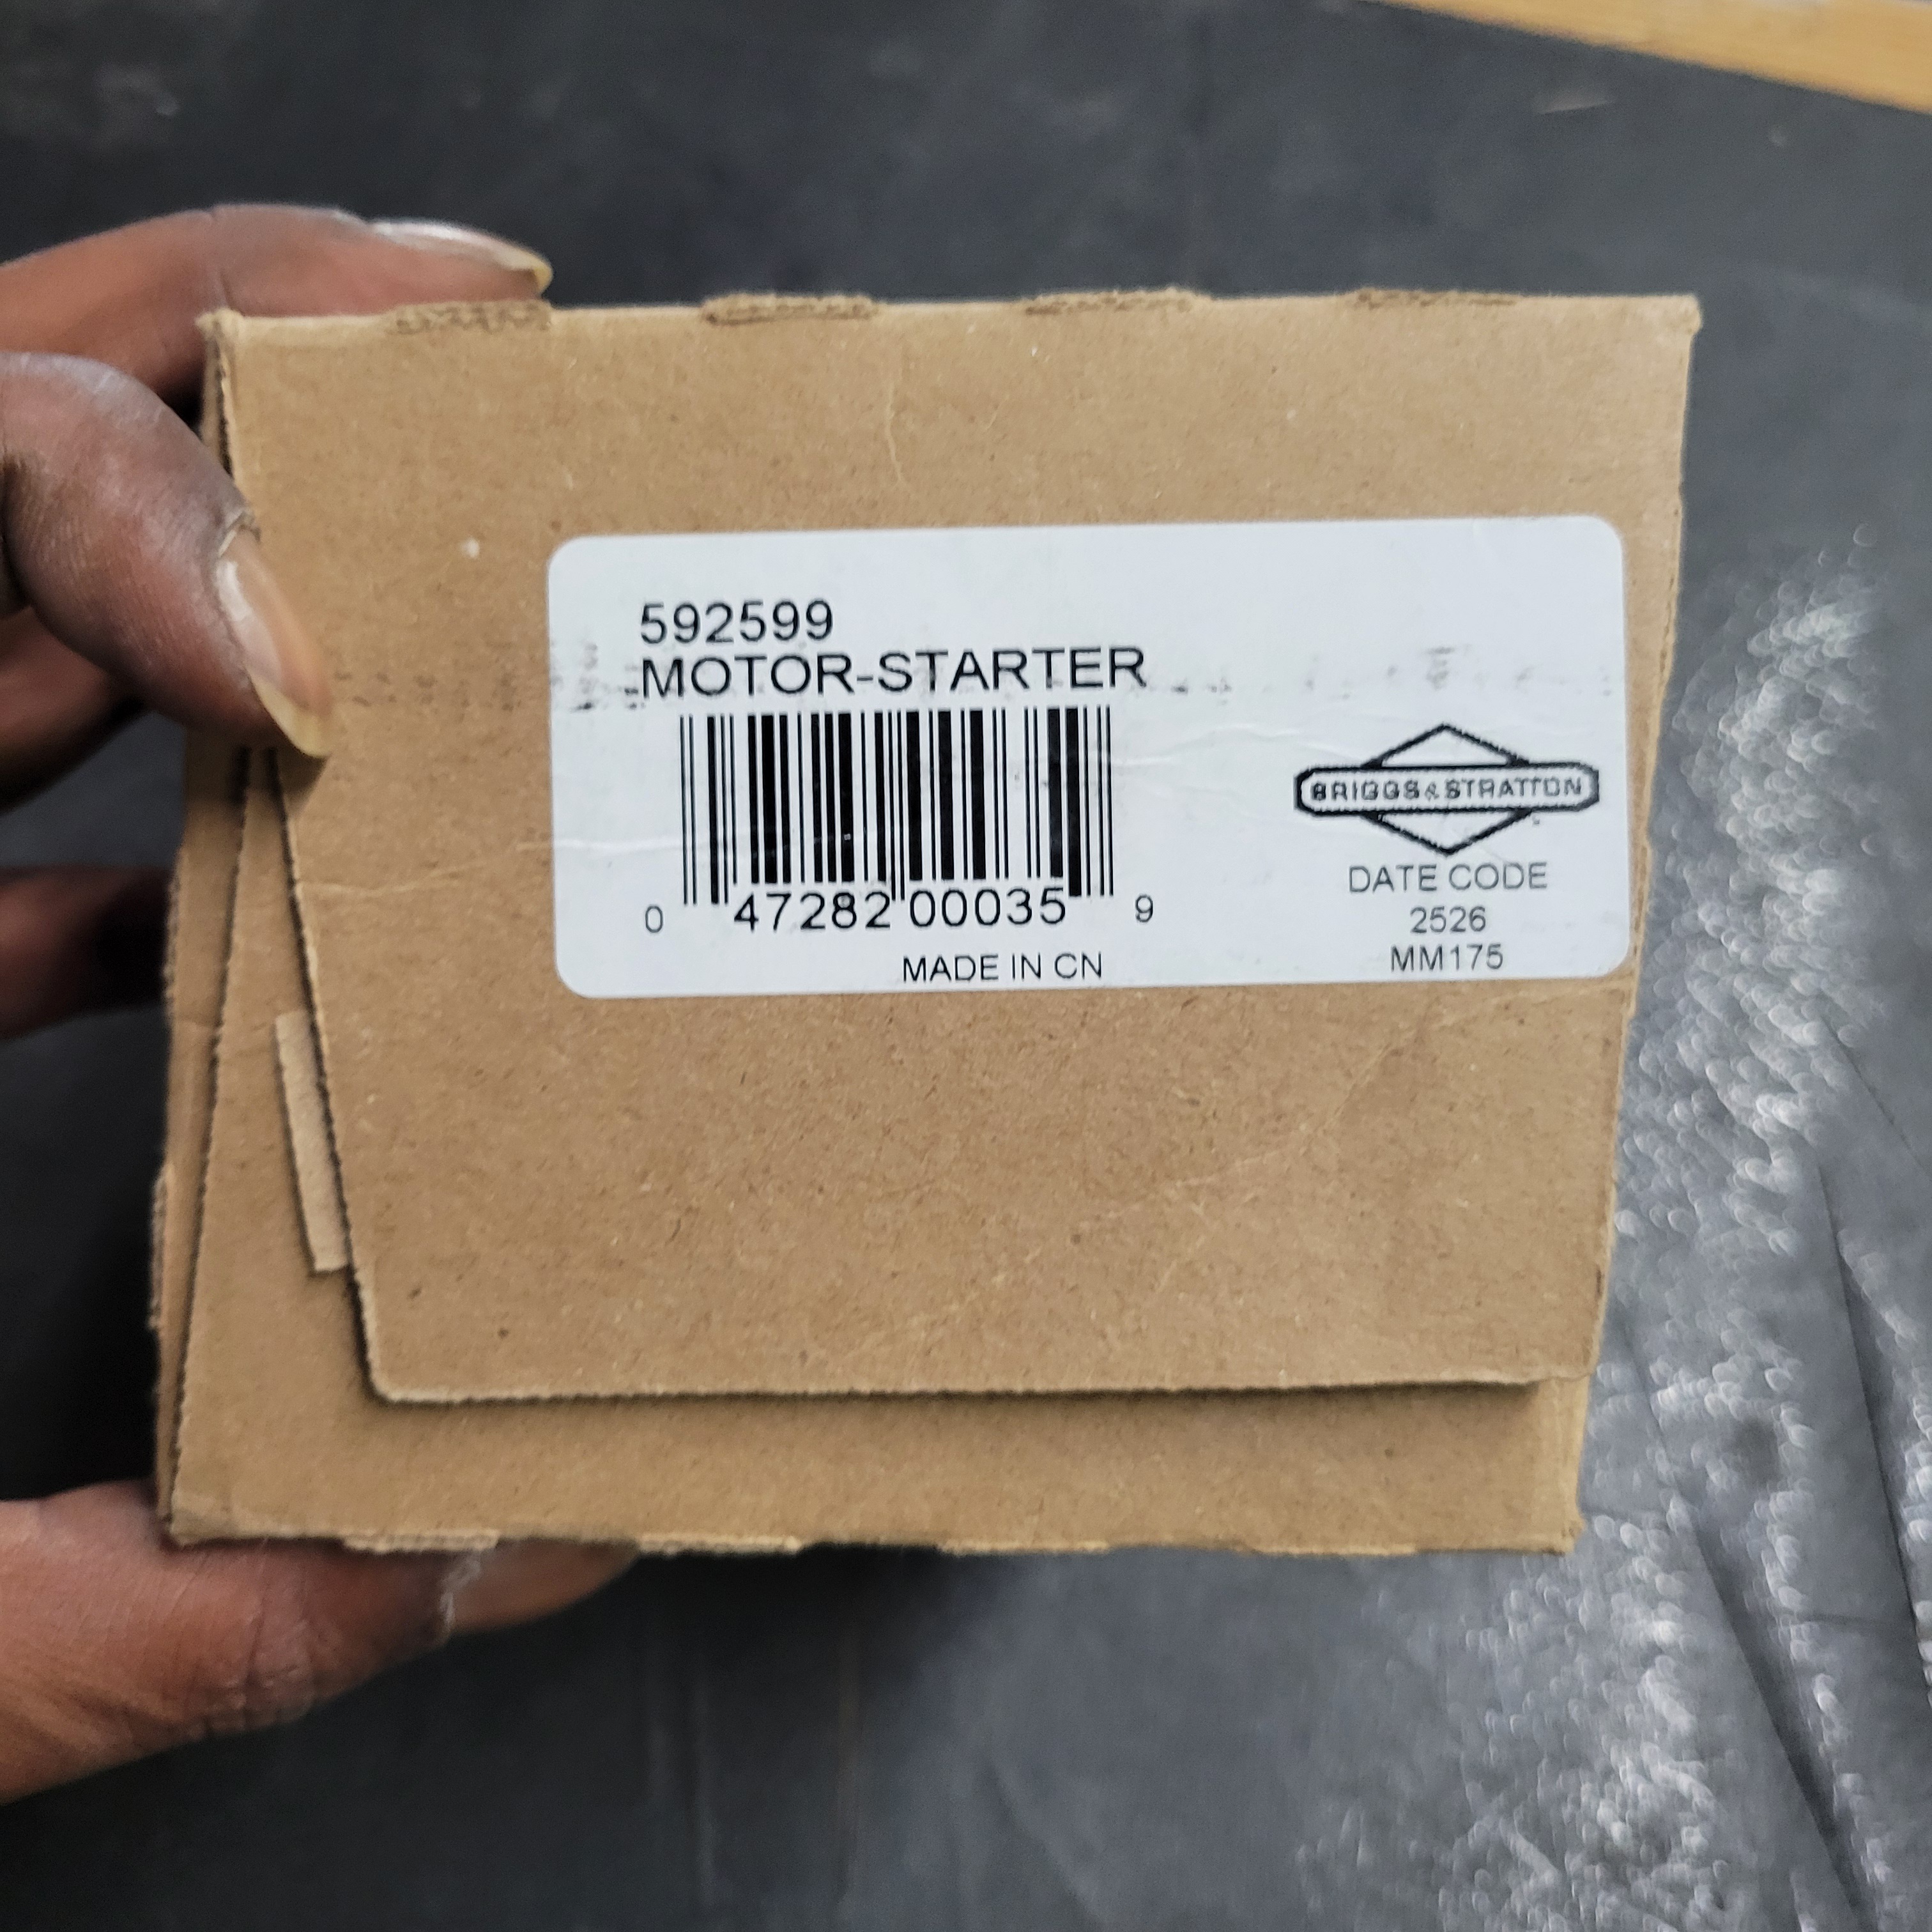 592599
MOTOR-STARTER
0 47282 00035 9
MADE IN CN
BRIGGS & STRATTON
DATE CODE
2526
MM175